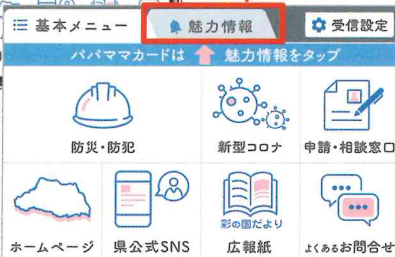 基本メニュー
魅力情報
受信設定
パパママカードは 魅力情報をタップ
防災・防犯
新型コロナ
申請・相談窓口
彩の国だより
ホームページ
県公式SNS
広報紙
よくあるお問合せ